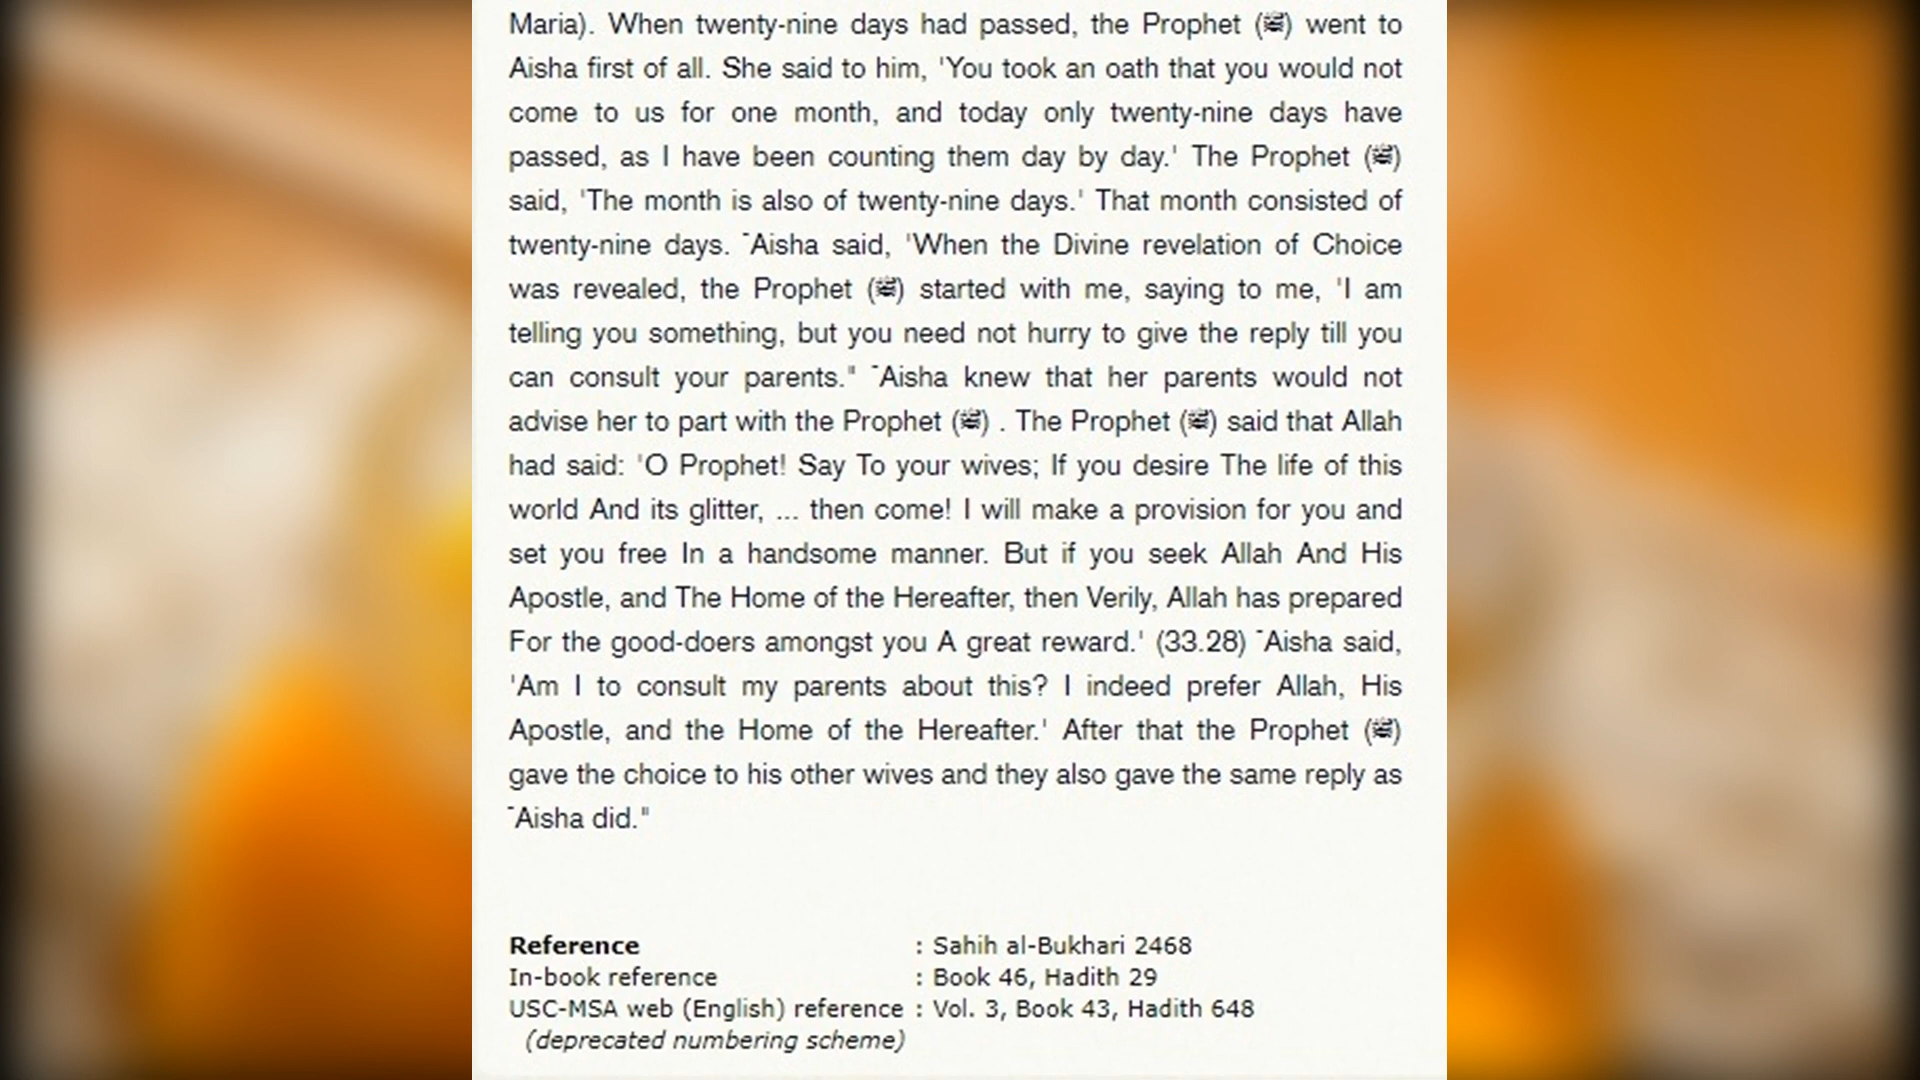 Maria). When twenty-nine days had passed, the Prophet (ﷺ) went to
Aisha first of all. She said to him, 'You took an oath that you would not
come to us for one month, and today only twenty-nine days have
passed, as I have been counting them day by day.' The Prophet (ﷺ)
said, 'The month is also of twenty-nine days.' That month consisted of
twenty-nine days. ¯Aisha said, 'When the Divine revelation of Choice
was revealed, the Prophet (ﷺ) started with me, saying to me, 'I am
telling you something, but you need not hurry to give the reply till you
can consult your parents." ¯Aisha knew that her parents would not
advise her to part with the Prophet (ﷺ) . The Prophet (ﷺ) said that Allah
had said: 'O Prophet! Say To your wives; If you desire The life of this
world And its glitter, ... then come! I will make a provision for you and
set you free In a handsome manner. But if you seek Allah And His
Apostle, and The Home of the Hereafter, then Verily, Allah has prepared
For the good-doers amongst you A great reward.' (33.28) ¯Aisha said,
'Am I to consult my parents about this? I indeed prefer Allah, His
Apostle, and the Home of the Hereafter.' After that the Prophet (ﷺ)
gave the choice to his other wives and they also gave the same reply as
¯Aisha did."
Reference : Sahih al-Bukhari 2468
In-book reference : Book 46, Hadith 29
USC-MSA web (English) reference : Vol. 3, Book 43, Hadith 648
(deprecated numbering scheme)